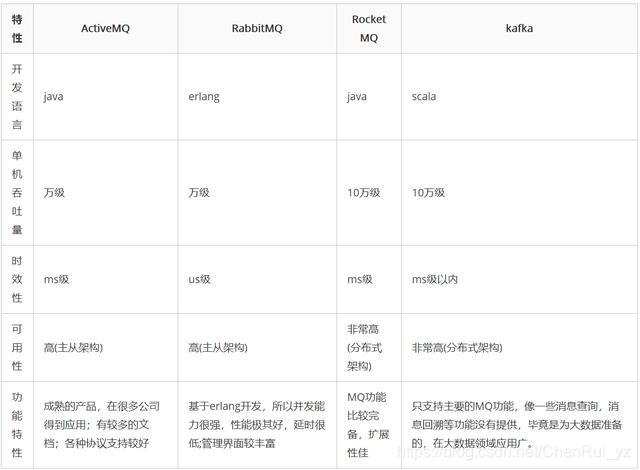 特性 ActiveMQ RabbitMQ Rocket MQ kafka
开发语言 java erlang java scala
单机吞吐量 万级 万级 10万级 10万级
时效性 ms级 us级 ms级 ms级以内
可用性 高(主从架构) 高(主从架构) 非常高(分布式架构) 非常高(分布式架构)
功能特性
成熟的产品，在很多公司
得到应用；有较多的文
档；各种协议支持较好
基于erlang开发，所以并发能
力很强，性能极其好，延时很
低;管理界面较丰富
MQ功能
比较完
备，扩展
性佳
只支持主要的MQ功能，像一些消息查询，消
息回溯等功能没有提供，毕竟是为大数据准备
的，在大数据领域应用广。
https://blog.csdn.net/ChenRui_yz